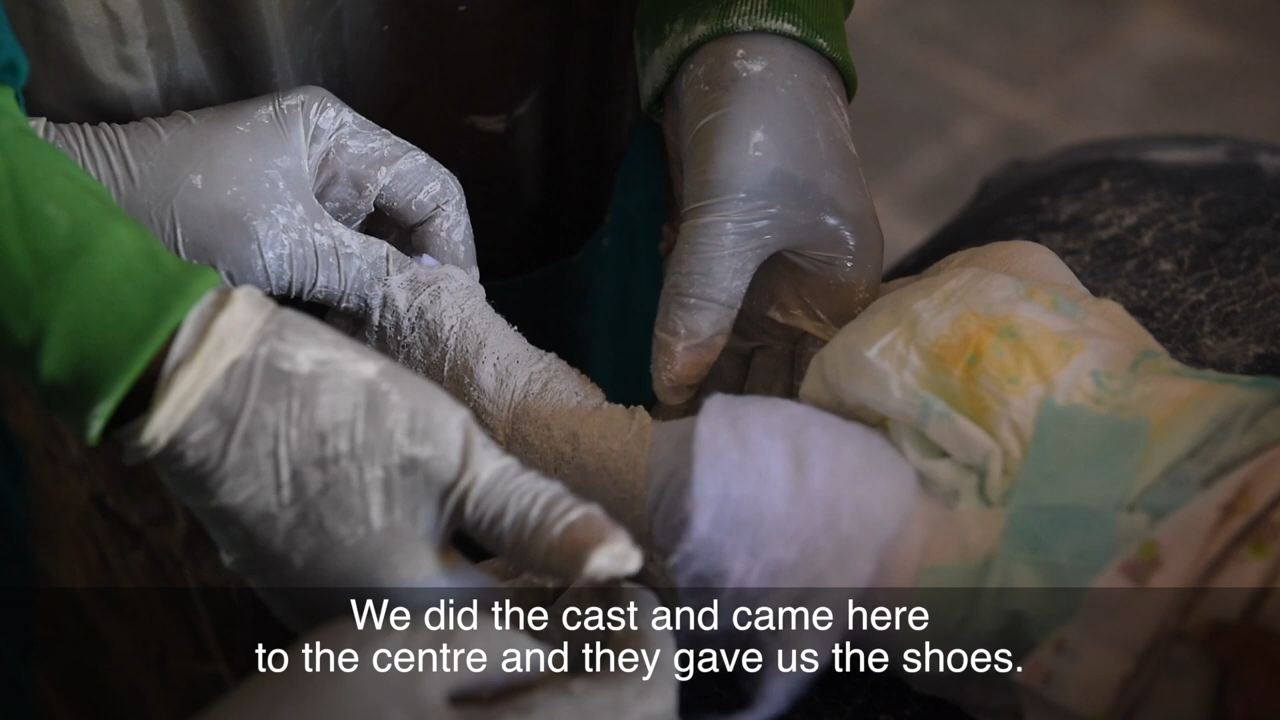 We did the cast and came here
to the centre and they gave us the shoes.